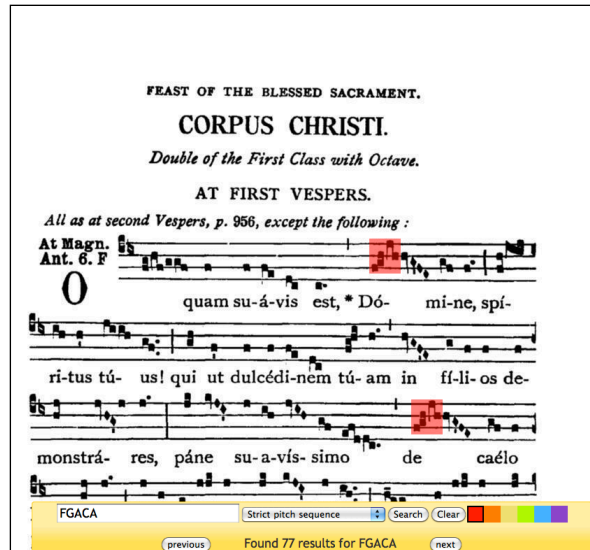 FEAST OF THE BLESSED SACRAMENT.
CORPUS CHRISTI.
Double of the First Class with Octave.
AT FIRST VESPERS.
All as at second Vespers, p. 956, except the following :
At Magn.
Ant. 6. F
O quam su-á-vis est, * Dó- mi-ne, spí-
ri-tus tú- us! qui ut dulcédi-nem tú- am in fí-li-os de-
monstrá- res, páne su-a-vís- simo de caélo
FGACA Strict pitch sequence Search Clear
previous Found 77 results for FGACA next